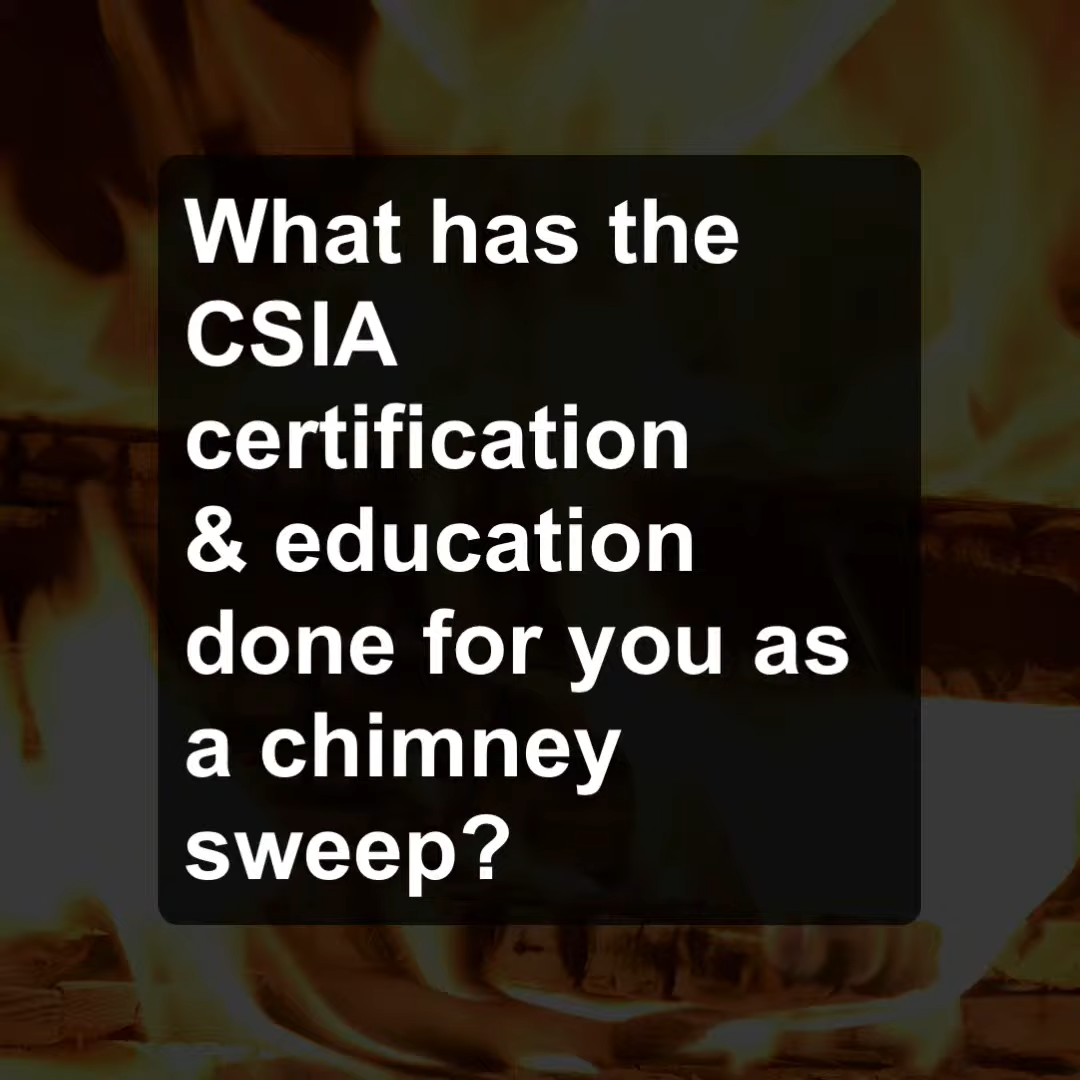 What has the
CSIA
certification
& education
done for you as
a chimney
sweep?